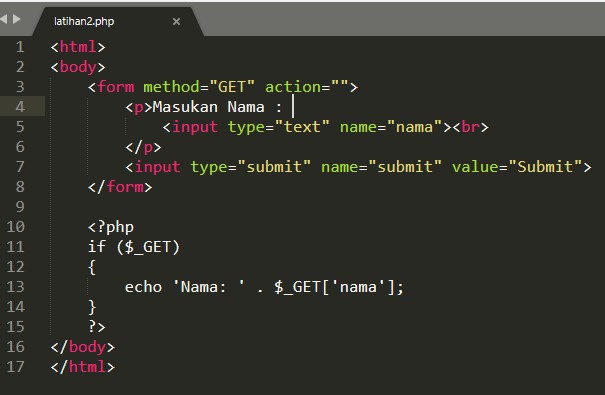 latihan2.php ×
1 <html>
2 <body>
3 <form method="GET" action="">
4 <p>Masukan Nama :
5 <input type="text" name="nama"><br>
6 </p>
7 <input type="submit" name="submit" value="Submit">
8 </form>
9
10 <?php
11 if ($_GET)
12 {
13 echo 'Nama: ' . $_GET['nama'];
14 }
15 ?>
16 </body>
17 </html>